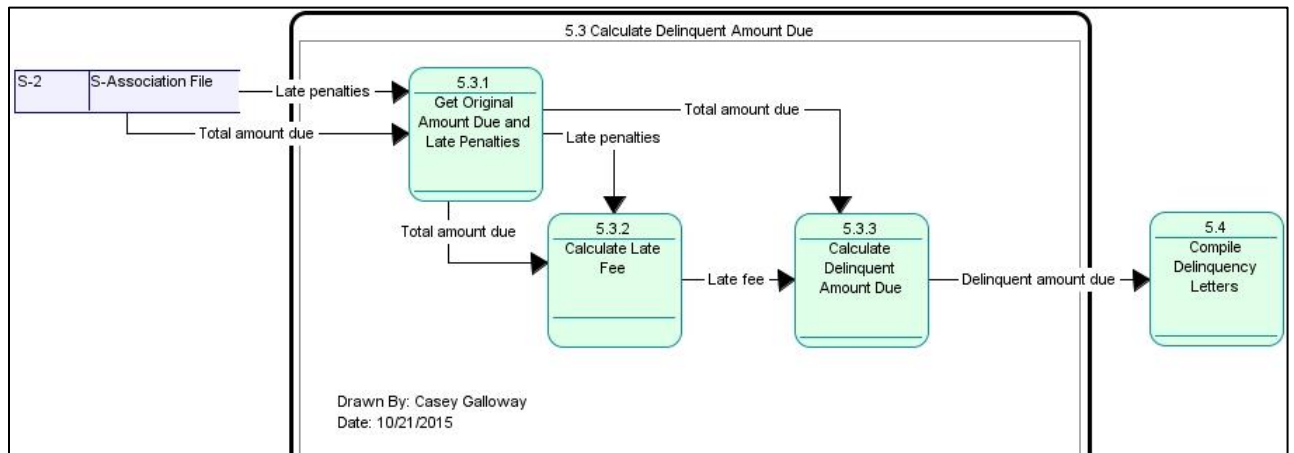 5.3 Calculate Delinquent Amount Due
S-2
S-Association File
Late penalties
Total amount due
5.3.1
Get Original
Amount Due and
Late Penalties
Total amount due
Late penalties
Total amount due
5.3.2
Calculate Late
Fee
Late fee
5.3.3
Calculate
Delinquent
Amount Due
Delinquent amount due
5.4
Compile
Delinquency
Letters
Drawn By: Casey Galloway
Date: 10/21/2015